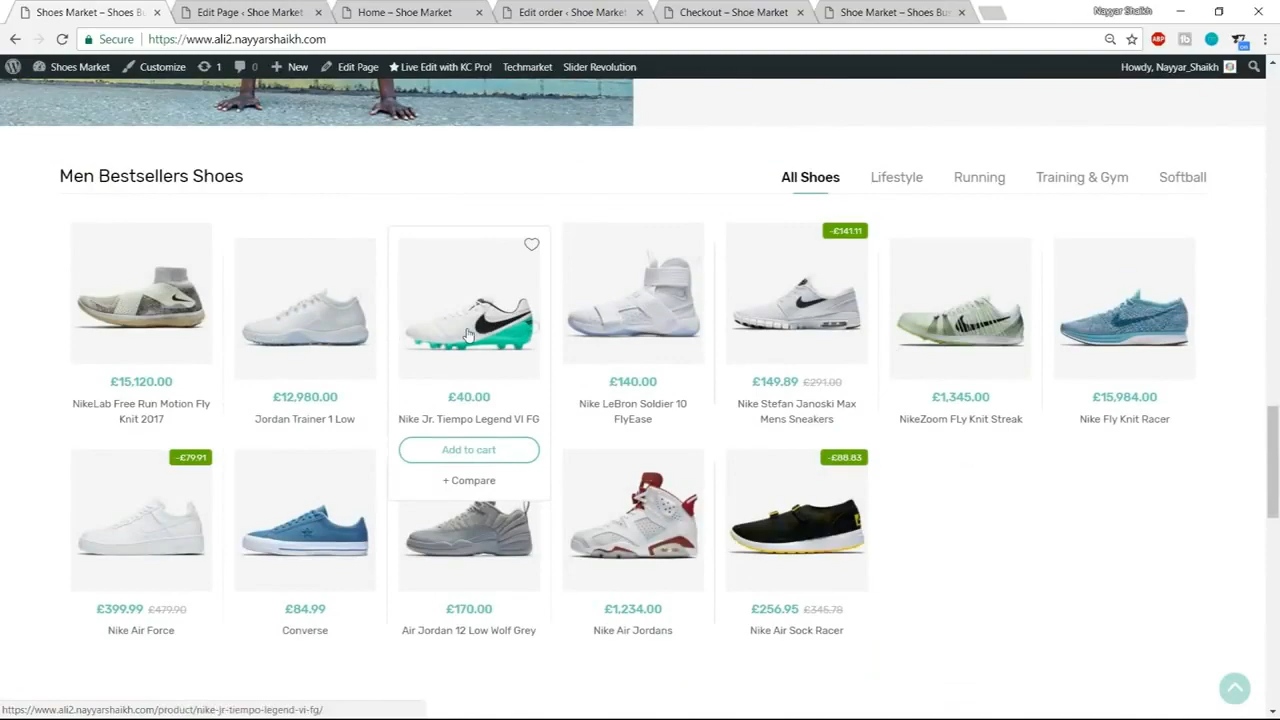 Shoes Market – Shoes Bu
Edit Page ‹ Shoe Market
Home – Shoe Market
Edit order ‹ Shoe Market
Checkout – Shoe Market
Shoe Market – Shoes Bus
Nayyar Shaikh
Secure
https://www.ali2.nayyarshaikh.com
ABP
Shoes Market
Customize
1
0
New
Edit Page
Live Edit with KC Pro!
Techmarket
Slider Revolution
Howdy, Nayyar_Shaikh
Men Bestsellers Shoes
All Shoes
Lifestyle
Running
Training & Gym
Softball
-£141.11
£15,120.00
NikeLab Free Run Motion Fly
Knit 2017
£12,980.00
Jordan Trainer 1 Low
£40.00
Nike Jr. Tiempo Legend VI FG
Add to cart
+ Compare
£140.00
Nike LeBron Soldier 10
FlyEase
£149.89 £291.00
Nike Stefan Janoski Max
Mens Sneakers
£1,345.00
NikeZoom FLy Knit Streak
£15,984.00
Nike Fly Knit Racer
-£79.91
-£88.83
£399.99 £479.90
Nike Air Force
£84.99
Converse
£170.00
Air Jordan 12 Low Wolf Grey
£1,234.00
Nike Air Jordans
£256.95 £345.78
Nike Air Sock Racer
https://www.ali2.nayyarshaikh.com/product/nike-jr-tiempo-legend-vi-fg/